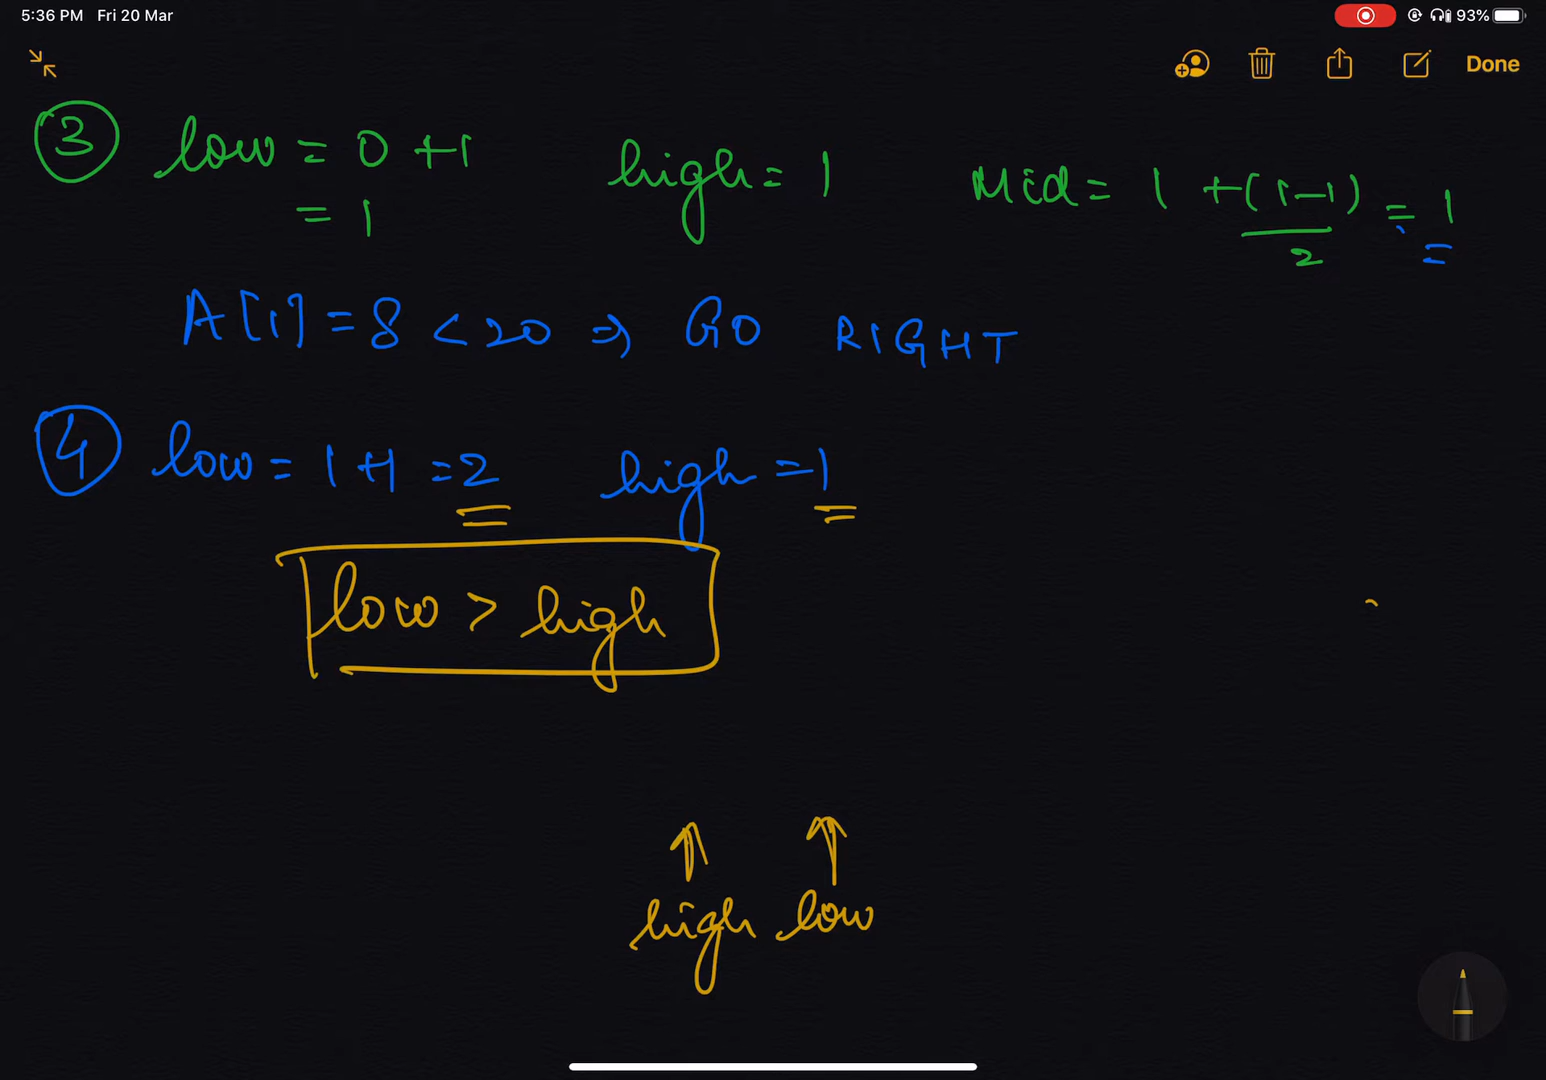 5:36 PM Fri 20 Mar 93%
Done
3 low = 0 +1 high = 1 Mid = 1 + (1-1) = 1
= 1 2 =
A[1] = 8 < 20 => GO RIGHT
4 low = 1 + 1 = 2 high = 1
low > high
high low